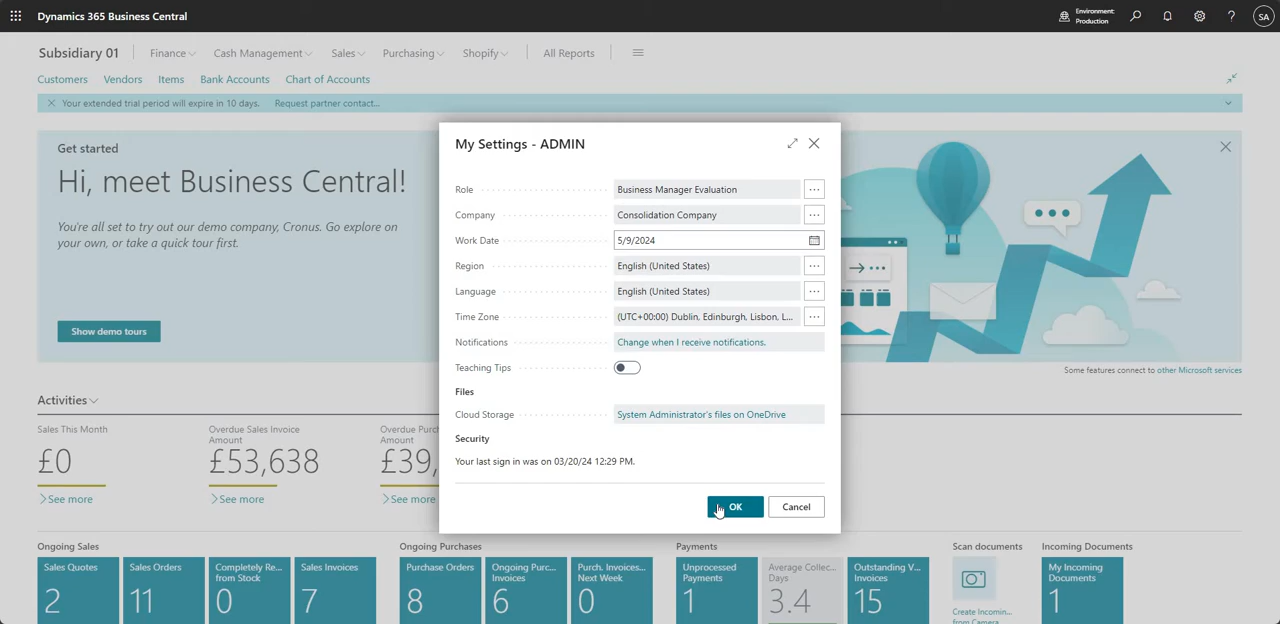 Dynamics 365 Business Central
Environment:
Production
SA
Subsidiary 01
Finance
Cash Management
Sales
Purchasing
Shopify
All Reports
Customers
Vendors
Items
Bank Accounts
Chart of Accounts
Your extended trial period will expire in 10 days.
Request partner contact...
Get started
Hi, meet Business Central!
You're all set to try out our demo company, Cronus. Go explore on
your own, or take a quick tour first.
Show demo tours
Some features connect to other Microsoft services
My Settings - ADMIN
Role
Business Manager Evaluation
Company
Consolidation Company
Work Date
5/9/2024
Region
English (United States)
Language
English (United States)
Time Zone
(UTC+00:00) Dublin, Edinburgh, Lisbon, L...
Notifications
Change when I receive notifications.
Teaching Tips
Files
Cloud Storage
System Administrator's files on OneDrive
Security
Your last sign in was on 03/20/24 12:29 PM.
OK
Cancel
Activities
Sales This Month
£0
>See more
Overdue Sales Invoice
Amount
£53,638
>See more
Overdue Purch
Amount
£39,
>See more
Ongoing Sales
Sales Quotes
2
Sales Orders
11
Completely Re...
from Stock
0
Sales Invoices
7
Ongoing Purchases
Purchase Orders
8
Ongoing Purc...
Invoices
6
Purch. Invoices...
Next Week
0
Payments
Unprocessed
Payments
1
Average Collec...
Days
3.4
Outstanding V...
Invoices
15
Scan documents
Create Incomin...
from Camera
Incoming Documents
My Incoming
Documents
1